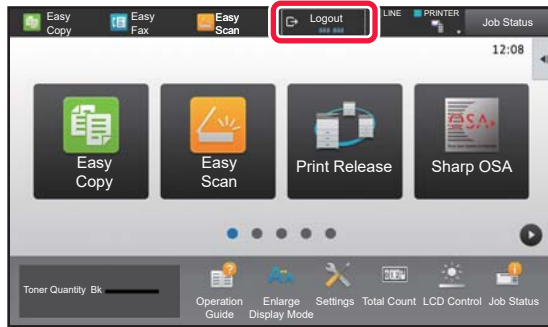 Easy
Copy
Easy
Fax
Easy
Scan
Logout
LINE
PRINTER
Job Status
12:08
Easy
Copy
Easy
Scan
Print Release
OSA
Sharp OSA
Toner Quantity Bk
Operation
Guide
Enlarge
Display Mode
Settings
Total Count
LCD Control
Job Status